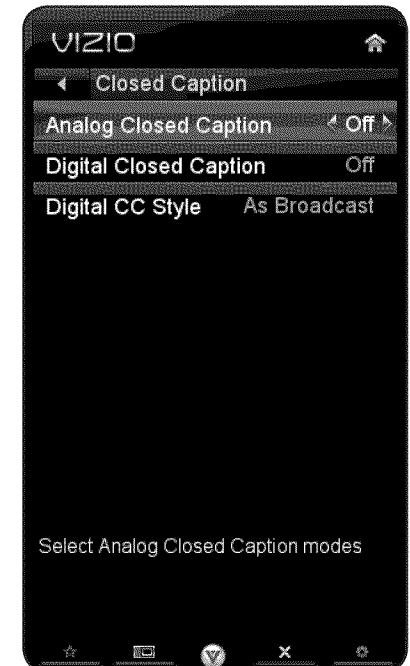 VIZIO
Closed Caption
Analog Closed Caption Off
Digital Closed Caption Off
Digital CC Style As Broadcast
Select Analog Closed Caption modes
V